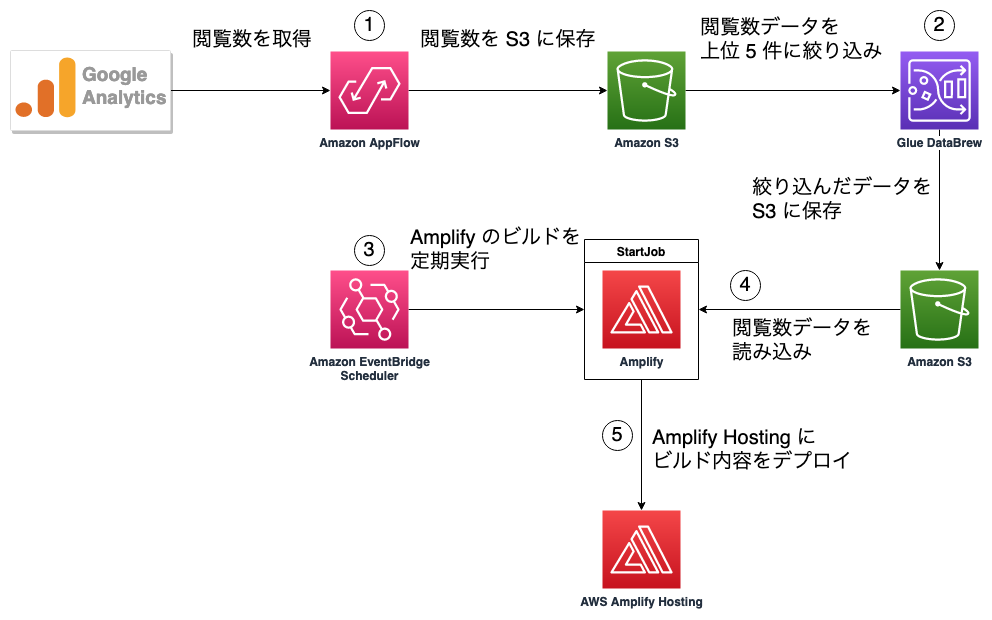 ①
②
閲覧数を取得
閲覧数を S3 に保存
閲覧数データを
上位 5 件に絞り込み
Google
Analytics
Amazon AppFlow
Amazon S3
Glue DataBrew
絞り込んだデータを
S3 に保存
③
Amplify のビルドを
定期実行
StartJob
④
閲覧数データを
読み込み
Amazon EventBridge
Scheduler
Amplify
Amazon S3
⑤
Amplify Hosting に
ビルド内容をデプロイ
AWS Amplify Hosting